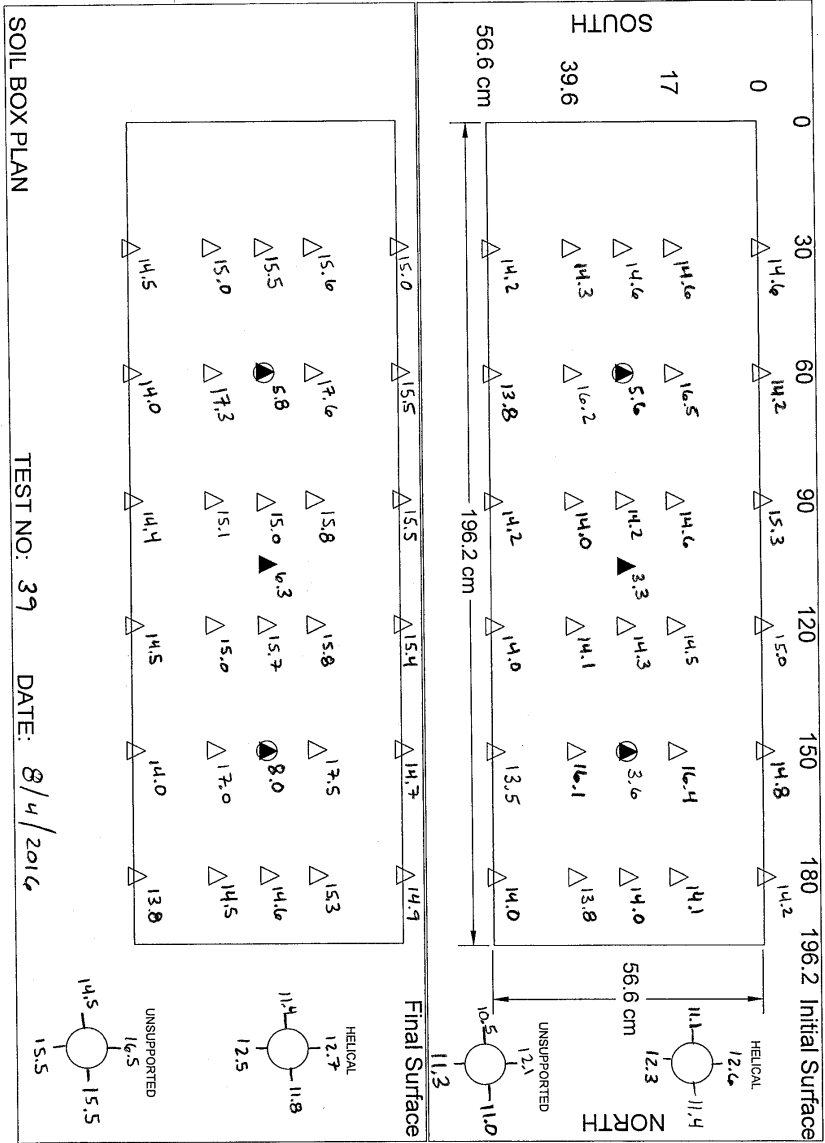 0 30 60 90 120 150 180 196.2 Initial Surface
0 14.6 14.2 15.3 15.0 14.8 14.2
HELICAL
12.6
11.1 11.4
12.3
17 14.6 16.5 14.6 14.5 16.4 14.1
SOUTH
14.6 5.6 14.2 3.3 14.3 3.6 14.0
56.6 cm
NORTH
39.6 14.3 16.2 14.0 14.1 16.1 13.8
UNSUPPORTED
12.1
10.5 11.0
11.3
56.6 cm 14.2 13.8 14.2 14.0 13.5 14.0
196.2 cm
Final Surface
15.0 15.5 15.5 15.4 14.7 14.9
15.6 17.6 15.8 15.8 17.5 15.3
HELICAL
12.7
11.4 11.8
12.5
15.5 5.8 15.0 6.3 15.7 8.0 14.6
15.0 17.3 15.1 15.0 17.0 14.5
14.5 14.0 14.4 14.5 14.0 13.8
UNSUPPORTED
16.5
14.5 15.5
15.5
SOIL BOX PLAN TEST NO: 39 DATE: 8/4/2016